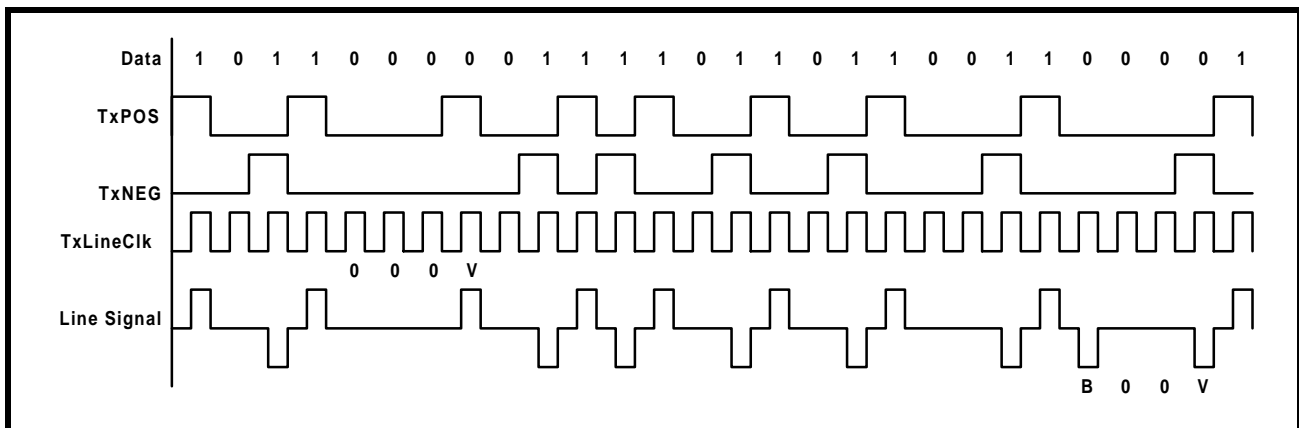 Data 1 0 1 1 0 0 0 0 0 1 1 1 1 0 1 1 0 1 1 0 0 1 1 0 0 0 0 1
TxPOS
TxNEG
TxLineClk
0 0 0 V
Line Signal
B 0 0 V